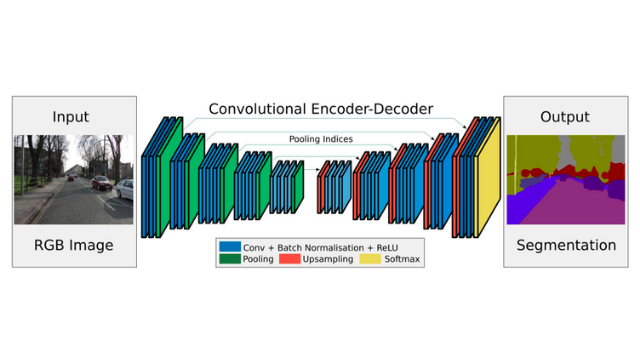 Convolutional Encoder-Decoder
Input
Output
Pooling Indices
RGB Image
Segmentation
Conv + Batch Normalisation + ReLU
Pooling
Upsampling
Softmax